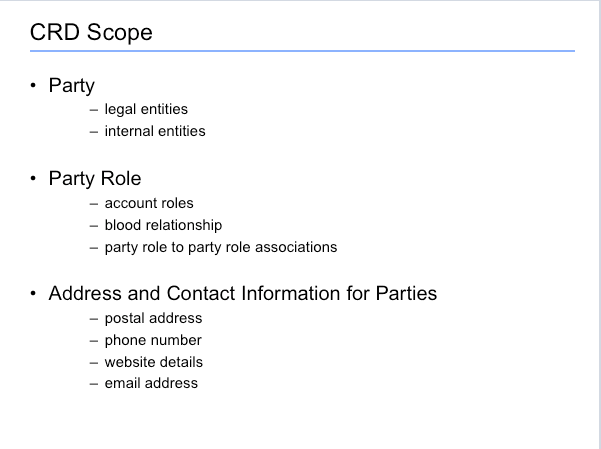 CRD Scope
• Party
– legal entities
– internal entities
• Party Role
– account roles
– blood relationship
– party role to party role associations
• Address and Contact Information for Parties
– postal address
– phone number
– website details
– email address